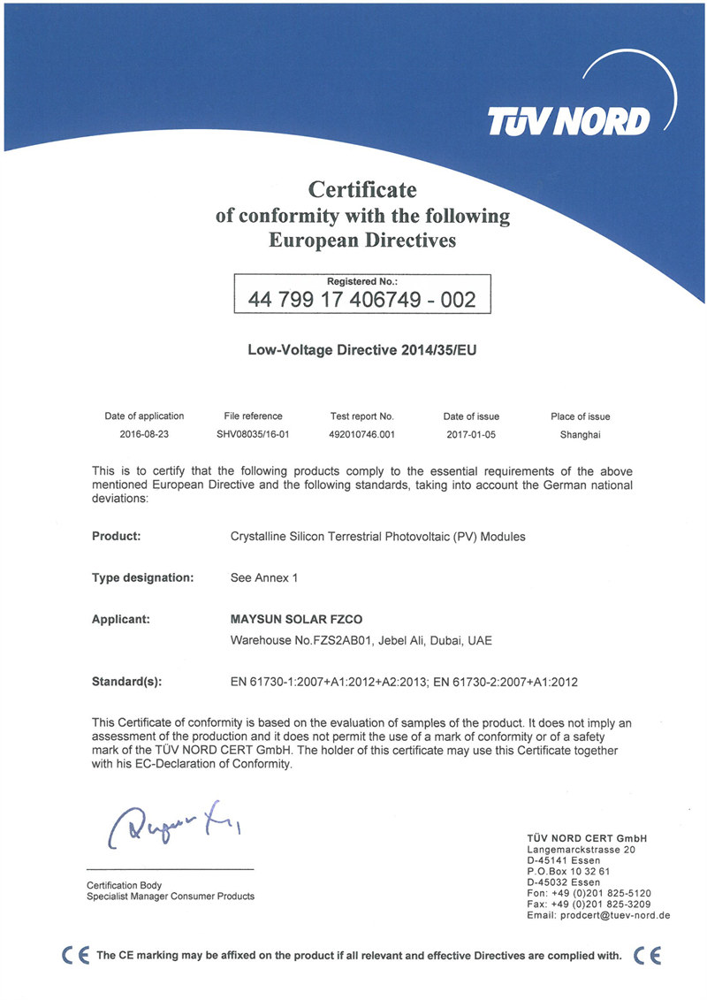 TÜV NORD
Certificate
of conformity with the following
European Directives
Registered No.:
44 799 17 406749 - 002
Low-Voltage Directive 2014/35/EU
Date of application File reference Test report No. Date of issue Place of issue
2016-08-23 SHV08035/16-01 492010746.001 2017-01-05 Shanghai
This is to certify that the following products comply to the essential requirements of the above
mentioned European Directive and the following standards, taking into account the German national
deviations:
Product: Crystalline Silicon Terrestrial Photovoltaic (PV) Modules
Type designation: See Annex 1
Applicant: MAYSUN SOLAR FZCO
Warehouse No.FZS2AB01, Jebel Ali, Dubai, UAE
Standard(s): EN 61730-1:2007+A1:2012+A2:2013; EN 61730-2:2007+A1:2012
This Certificate of conformity is based on the evaluation of samples of the product. It does not imply an
assessment of the production and it does not permit the use of a mark of conformity or of a safety
mark of the TÜV NORD CERT GmbH. The holder of this certificate may use this Certificate together
with his EC-Declaration of Conformity.
Certification Body
Specialist Manager Consumer Products
TÜV NORD CERT GmbH
Langemarckstrasse 20
D-45141 Essen
P.O.Box 10 32 61
D-45032 Essen
Fon: +49 (0)201 825-5120
Fax: +49 (0)201 825-3209
Email: prodcert@tuev-nord.de
CE The CE marking may be affixed on the product if all relevant and effective Directives are complied with. CE